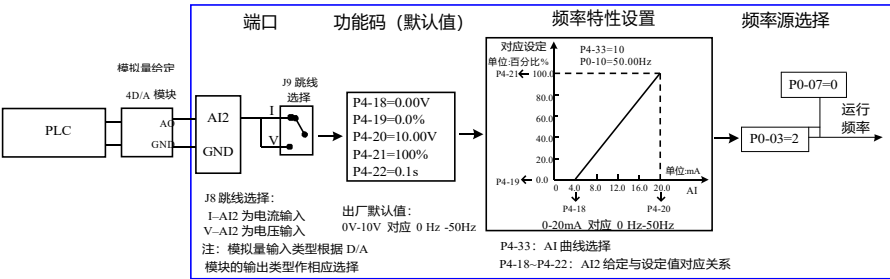 端口
功能码（默认值）
频率特性设置
频率源选择
PLC
模拟量给定
4D/A 模块
AO
GND
AI2
GND
J9 跳线
选择
I
V
J8 跳线选择：
I–AI2 为电流输入
V–AI2 为电压输入
注：模拟量输入类型根据 D/A
模块的输出类型作相应选择
P4-18=0.00V
P4-19=0.0%
P4-20=10.00V
P4-21=100%
P4-22=0.1s
出厂默认值：
0V-10V 对应 0 Hz -50Hz
对应设定
单位:百分比%
P4-33=10
P0-10=50.00Hz
P4-21
100.0
80.0
60.0
40.0
20.0
P4-19
0.0
单位:mA
0 4.0 8.0 12.0 16.0 20.0 AI
P4-18
P4-20
0-20mA 对应 0 Hz-50Hz
P4-33：AI 曲线选择
P4-18~P4-22：AI2 给定与设定值对应关系
P0-07=0
P0-03=2
运行
频率